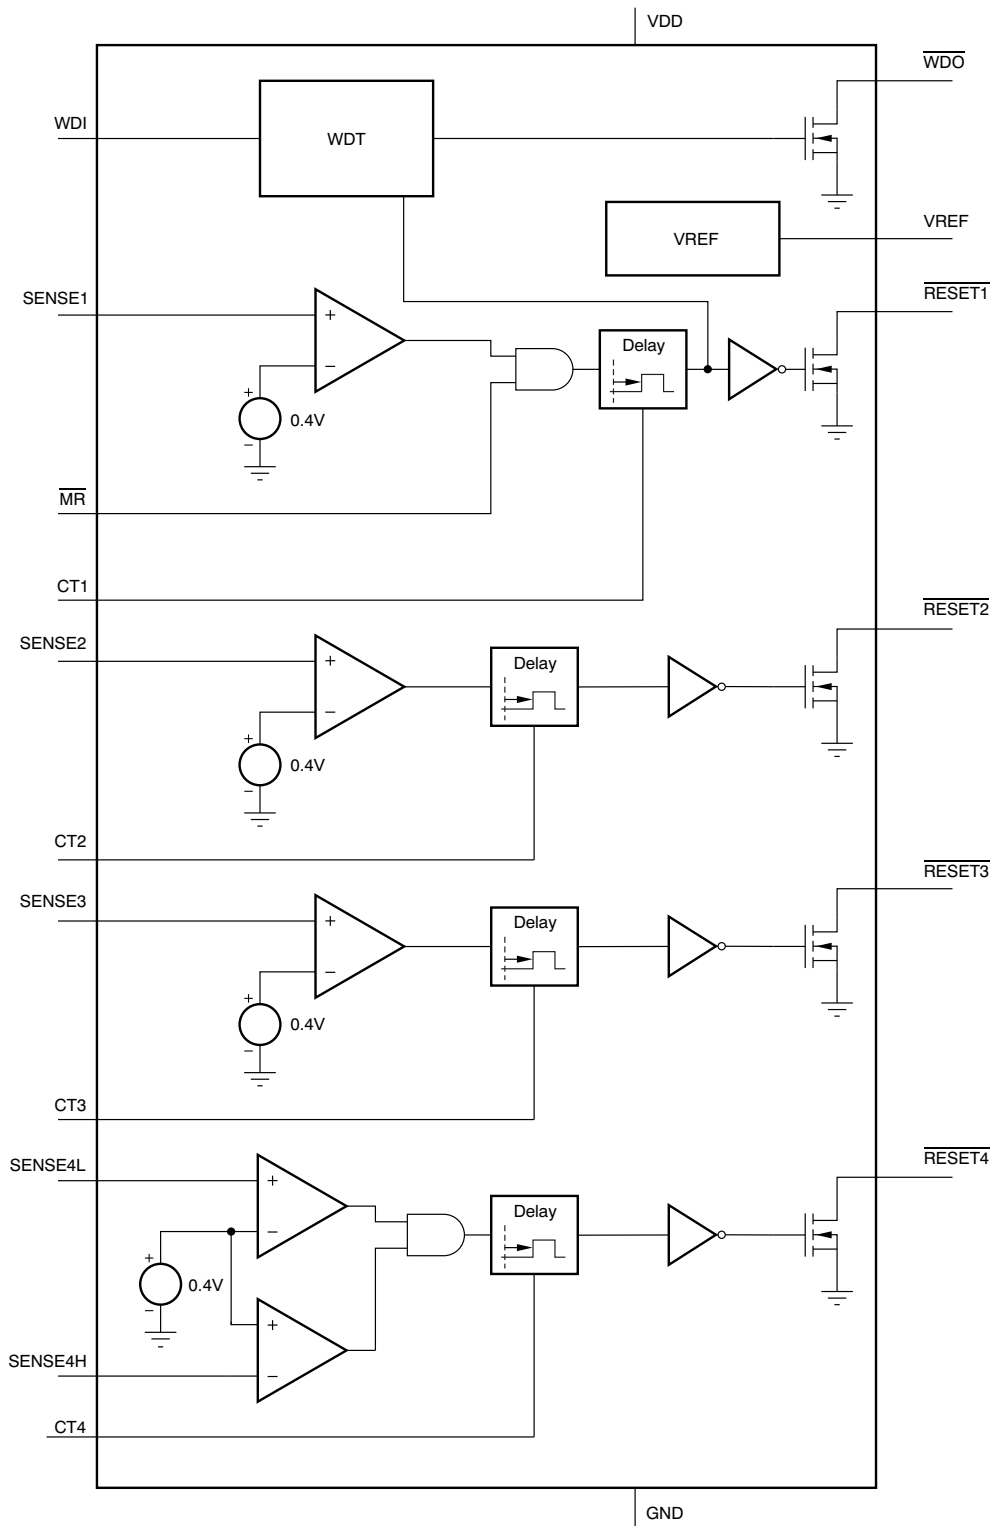 VDD
WDO
WDI
WDT
VREF
VREF
SENSE1
RESET1
+
Delay
−
+
0.4V
−
MR
CT1
RESET2
SENSE2
+
Delay
−
+
0.4V
−
CT2
RESET3
SENSE3
+
Delay
−
+
0.4V
−
CT3
RESET4
SENSE4L
+
Delay
−
+
0.4V
−
+
SENSE4H
−
CT4
GND